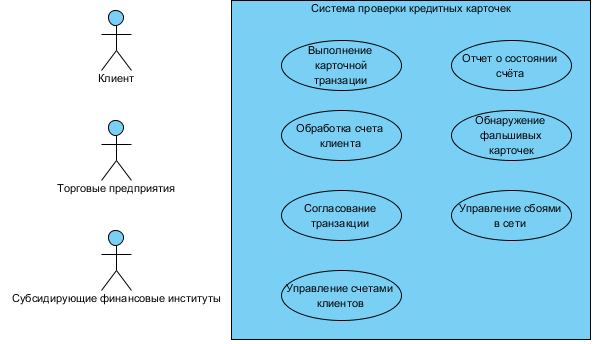 Система проверки кредитных карточек
Клиент
Торговые предприятия
Субсидирующие финансовые институты
Выполнение
карточной
транзации
Отчет о состоянии
счёта
Обработка счета
клиента
Обнаружение
фальшивых
карточек
Согласование
транзакции
Управление сбоями
в сети
Управление счетами
клиентов